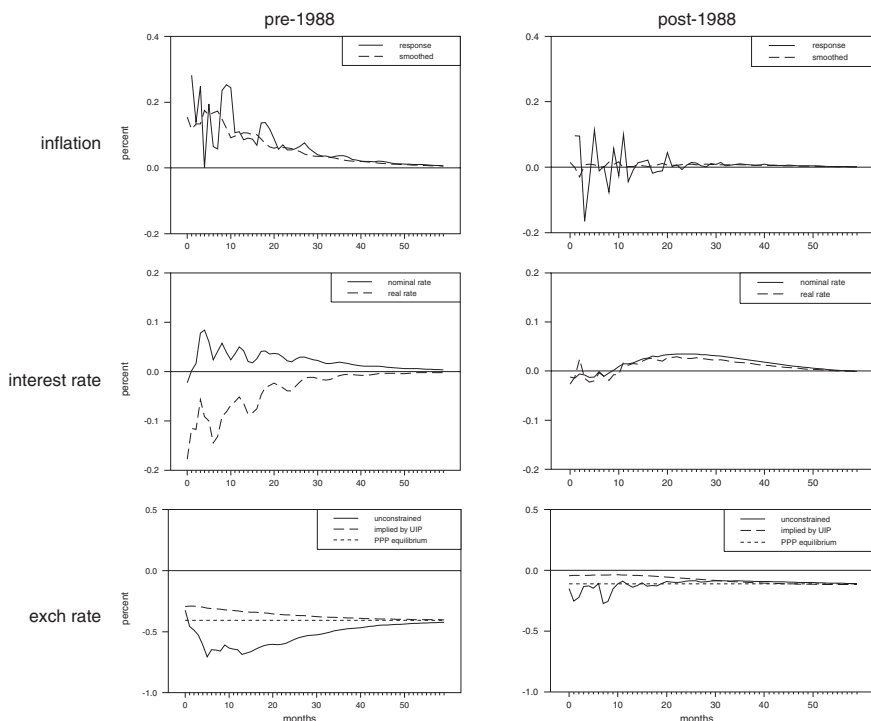 pre-1988
post-1988
inflation
percent
0.4
0.2
0.0
-0.2
response
smoothed
0 10 20 30 40 50
0.4
0.2
0.0
-0.2
response
smoothed
0 10 20 30 40 50
interest rate
percent
0.2
0.1
0.0
-0.1
-0.2
nominal rate
real rate
0 10 20 30 40 50
0.2
0.1
0.0
-0.1
-0.2
nominal rate
real rate
0 10 20 30 40 50
exch rate
percent
0.5
0.0
-0.5
-1.0
unconstrained
implied by UIP
PPP equilibrium
0 10 20 30 40 50
months
0.5
0.0
-0.5
-1.0
unconstrained
implied by UIP
PPP equilibrium
0 10 20 30 40 50
months